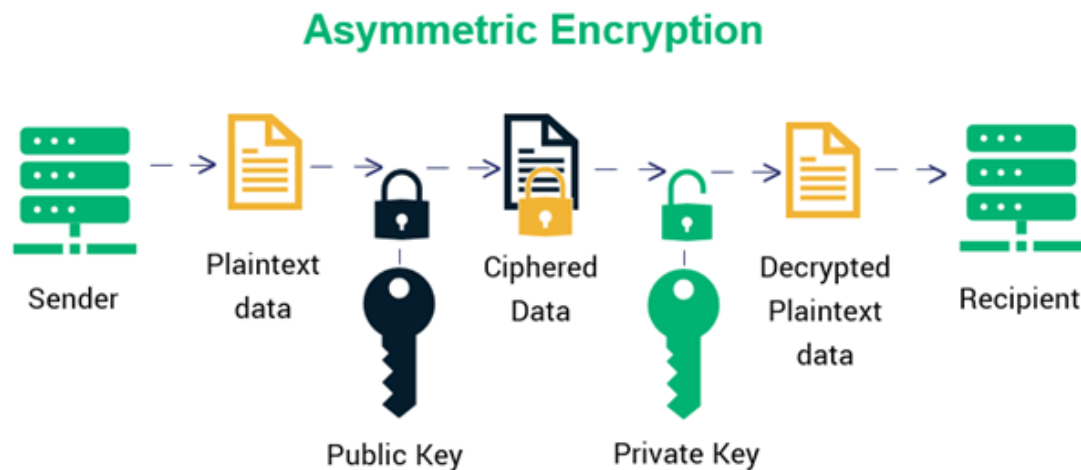 Asymmetric Encryption
Sender
Plaintext
data
Public Key
Ciphered
Data
Private Key
Decrypted
Plaintext
data
Recipient